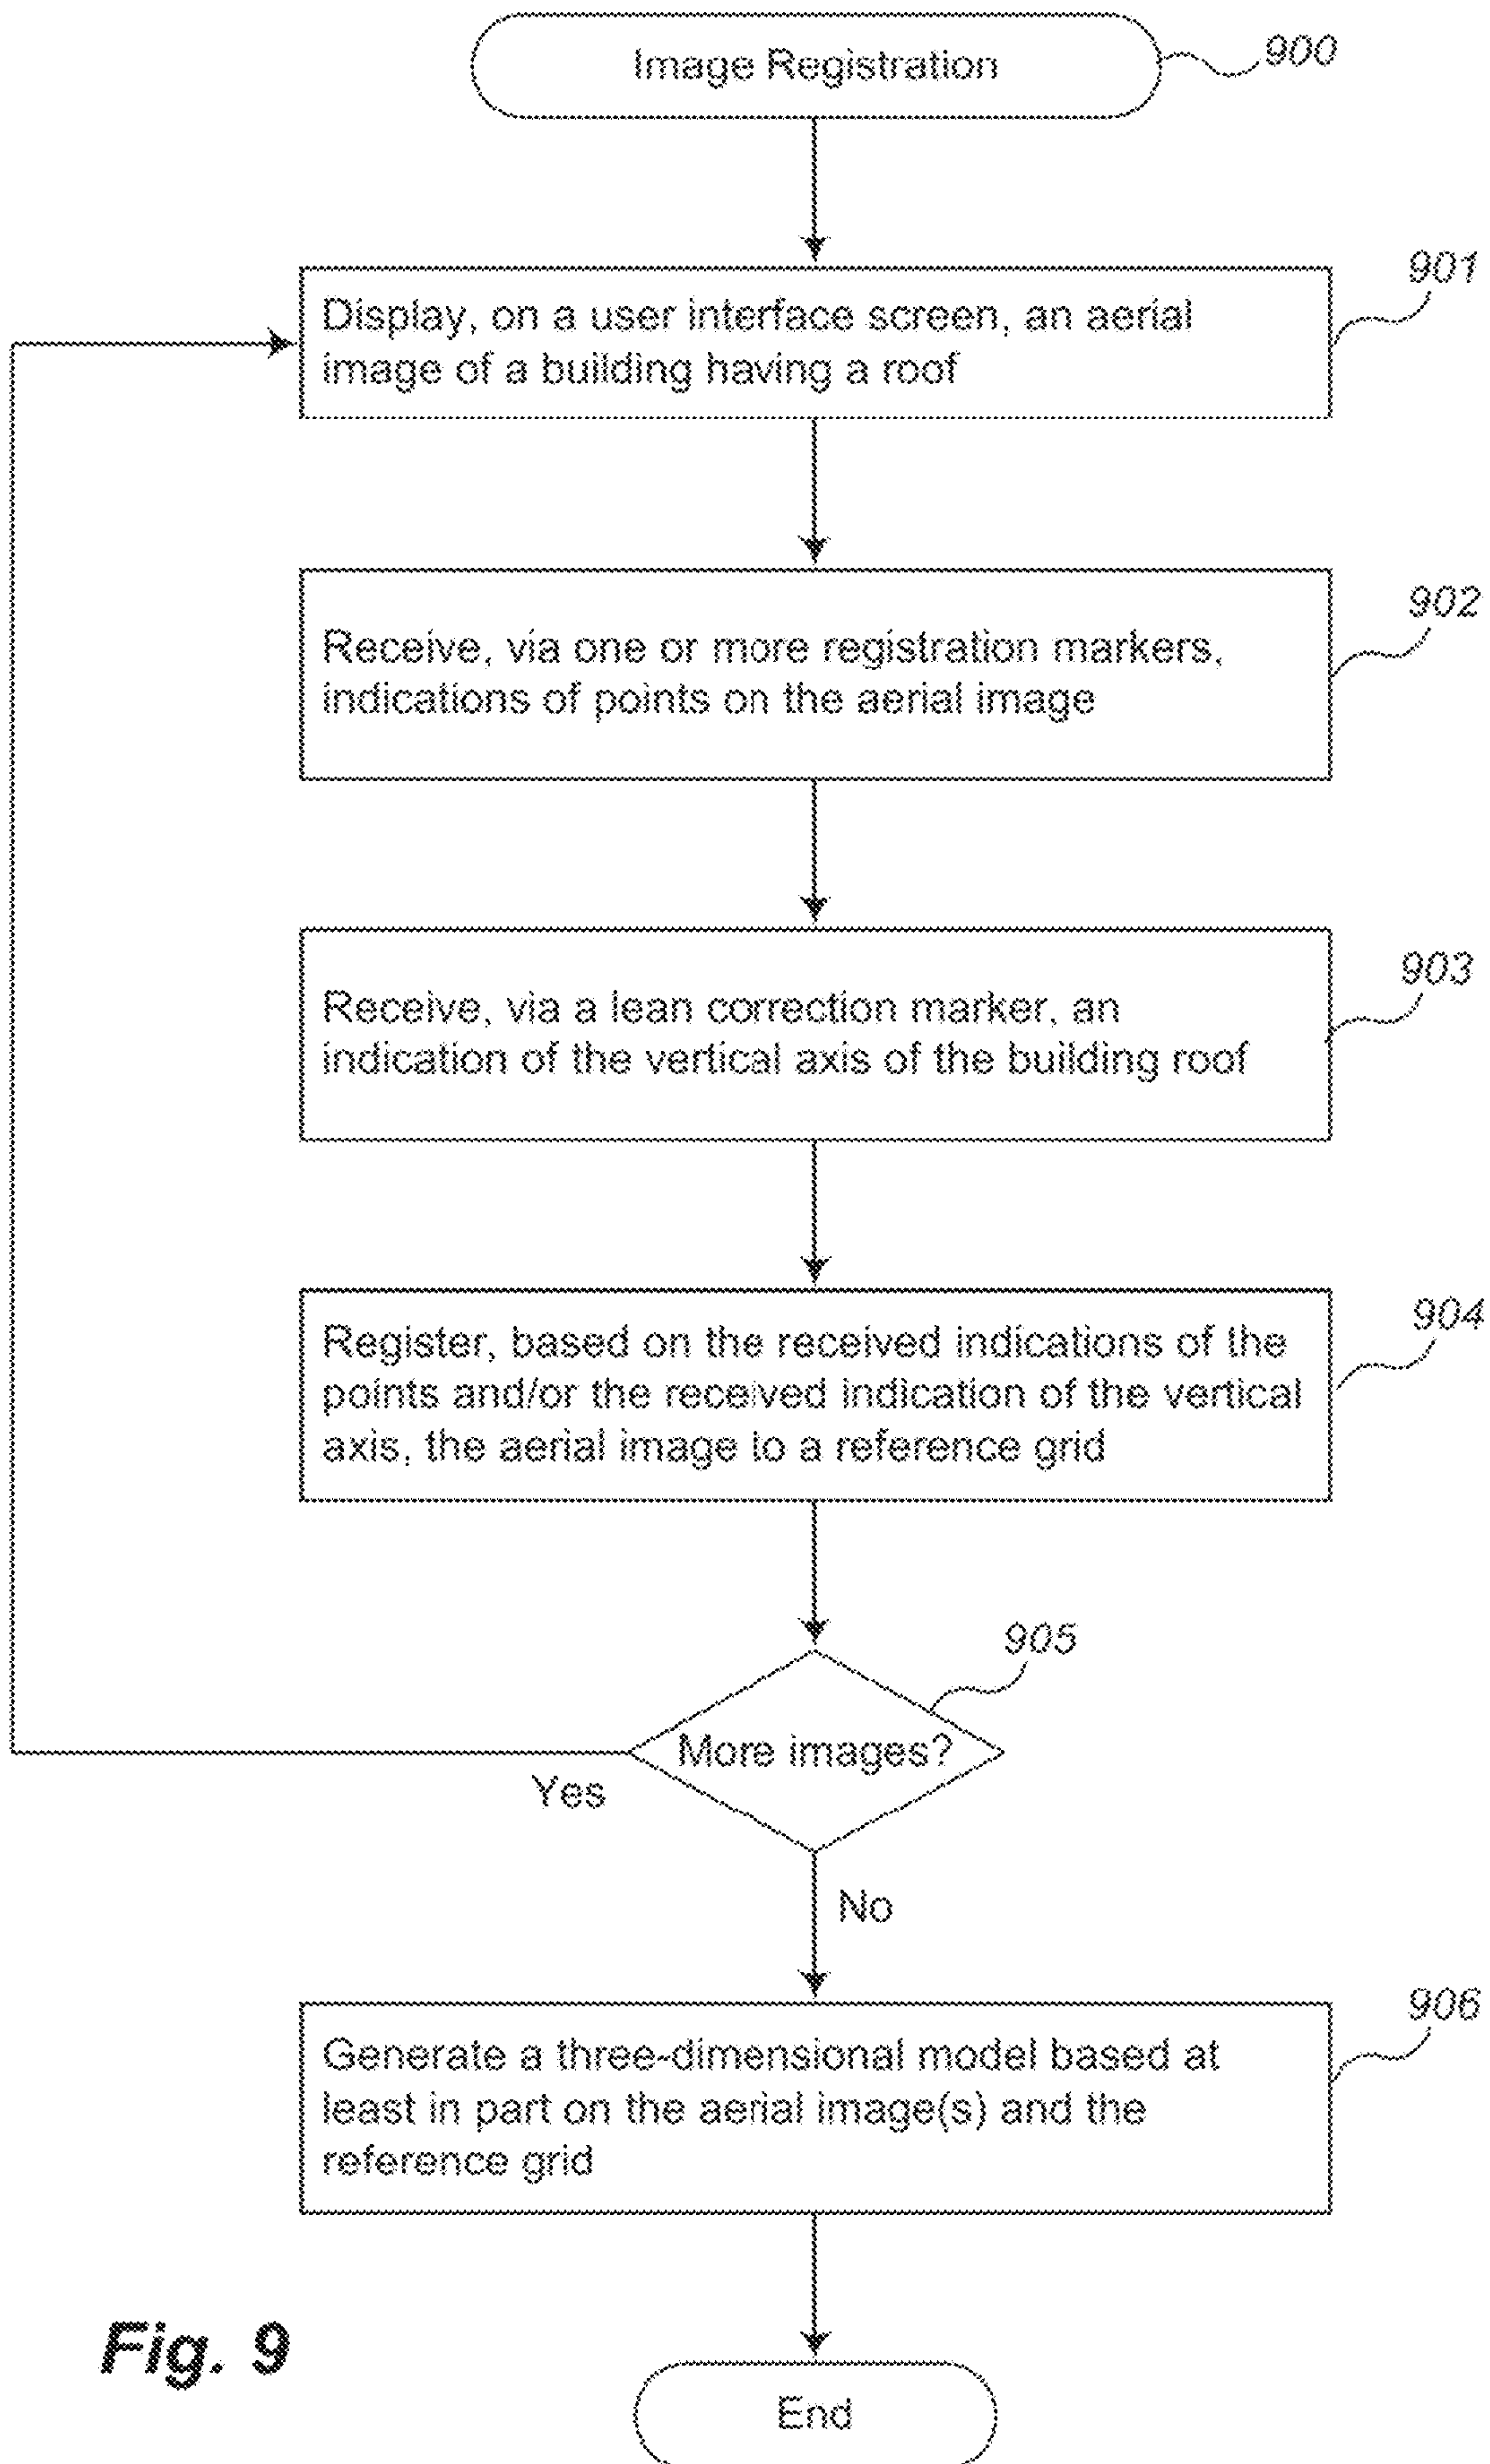 Image Registration
900
901
Display, on a user interface screen, an aerial
image of a building having a roof
902
Receive, via one or more registration markers,
indications of points on the aerial image
903
Receive, via a lean correction marker, an
indication of the vertical axis of the building roof
904
Register, based on the received indications of the
points and/or the received indication of the vertical
axis, the aerial image to a reference grid
905
More images?
Yes
No
906
Generate a three-dimensional model based at
least in part on the aerial image(s) and the
reference grid
Fig. 9
End